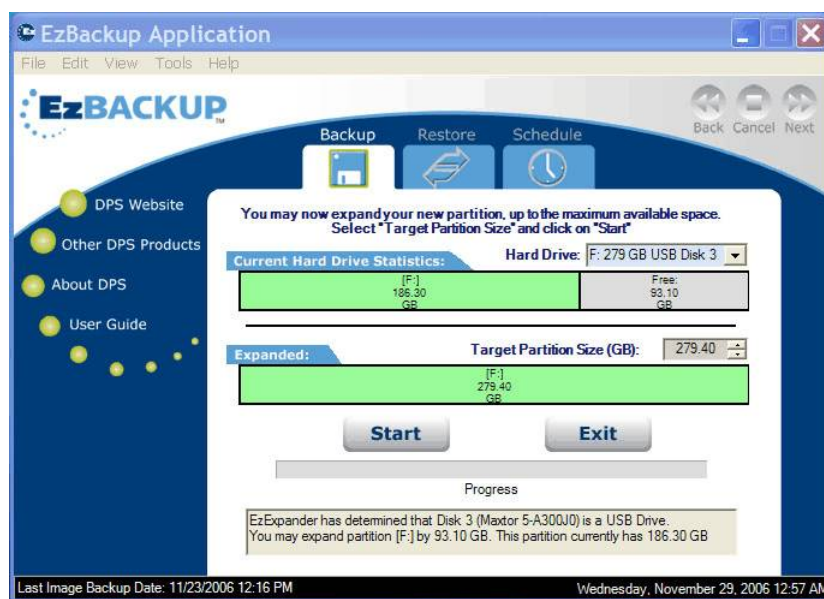 EzBackup Application
File Edit View Tools Help
EzBACKUP
TM
Back Cancel Next
Backup Restore Schedule
DPS Website
Other DPS Products
About DPS
User Guide
You may now expand your new partition, up to the maximum available space.
Select "Target Partition Size" and click on "Start"
Current Hard Drive Statistics:
Hard Drive: F: 279 GB USB Disk 3
[F:]
186.30
GB
Free:
93.10
GB
Expanded:
Target Partition Size (GB): 279.40
[F:]
279.40
GB
Start Exit
Progress
EzExpander has determined that Disk 3 (Maxtor 5-A300J0) is a USB Drive.
You may expand partition [F:] by 93.10 GB. This partition currently has 186.30 GB
Last Image Backup Date: 11/23/2006 12:16 PM
Wednesday, November 29, 2006 12:57 AM